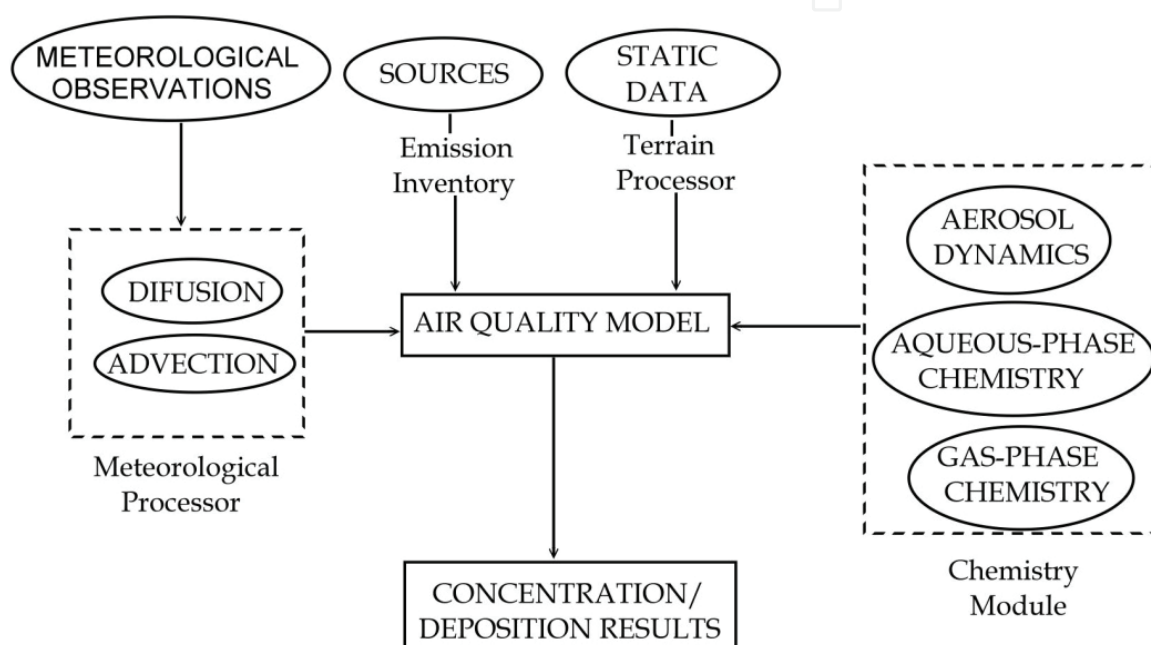 METEOROLOGICAL
OBSERVATIONS
SOURCES
STATIC
DATA
Emission
Inventory
Terrain
Processor
DIFUSION
ADVECTION
Meteorological
Processor
AIR QUALITY MODEL
AEROSOL
DYNAMICS
AQUEOUS-PHASE
CHEMISTRY
GAS-PHASE
CHEMISTRY
Chemistry
Module
CONCENTRATION/
DEPOSITION RESULTS